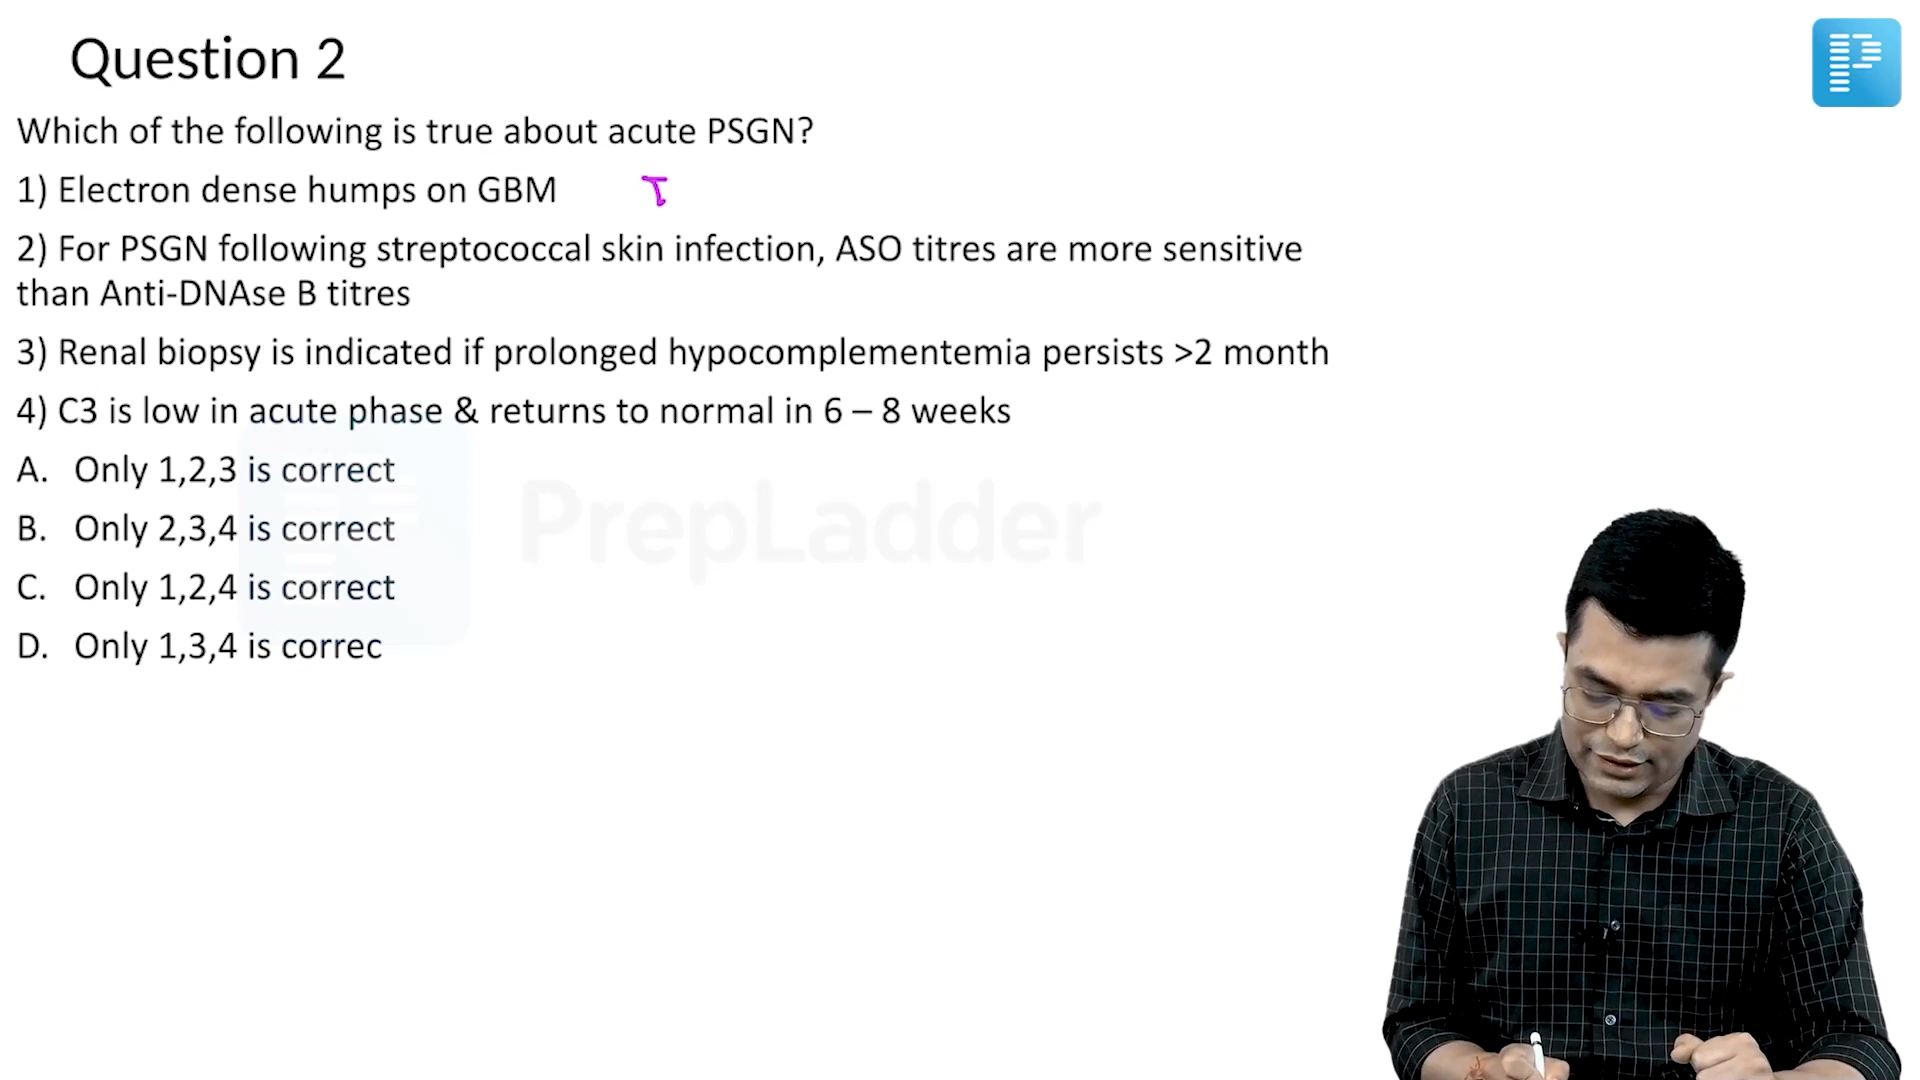 Question 2
Which of the following is true about acute PSGN?
1) Electron dense humps on GBM T
2) For PSGN following streptococcal skin infection, ASO titres are more sensitive
than Anti-DNAse B titres
3) Renal biopsy is indicated if prolonged hypocomplementemia persists >2 month
4) C3 is low in acute phase & returns to normal in 6 – 8 weeks
A. Only 1,2,3 is correct
B. Only 2,3,4 is correct
PrepLadder
C. Only 1,2,4 is correct
D. Only 1,3,4 is correc